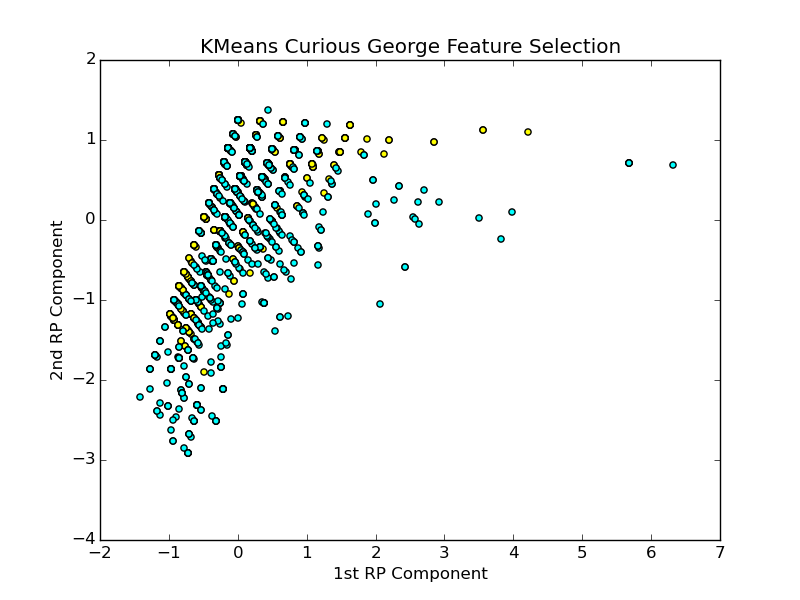 KMeans Curious George Feature Selection
2
1
0
−1
−2
−3
−4
2nd RP Component
−2 −1 0 1 2 3 4 5 6 7
1st RP Component